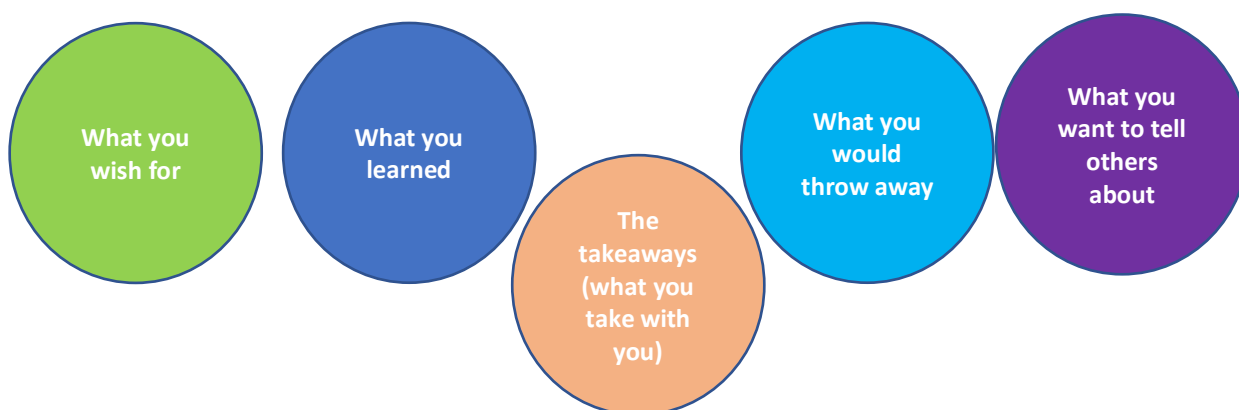 What you
wish for
What you
learned
The
takeaways
(what you
take with
you)
What you
would
throw away
What you
want to tell
others
about